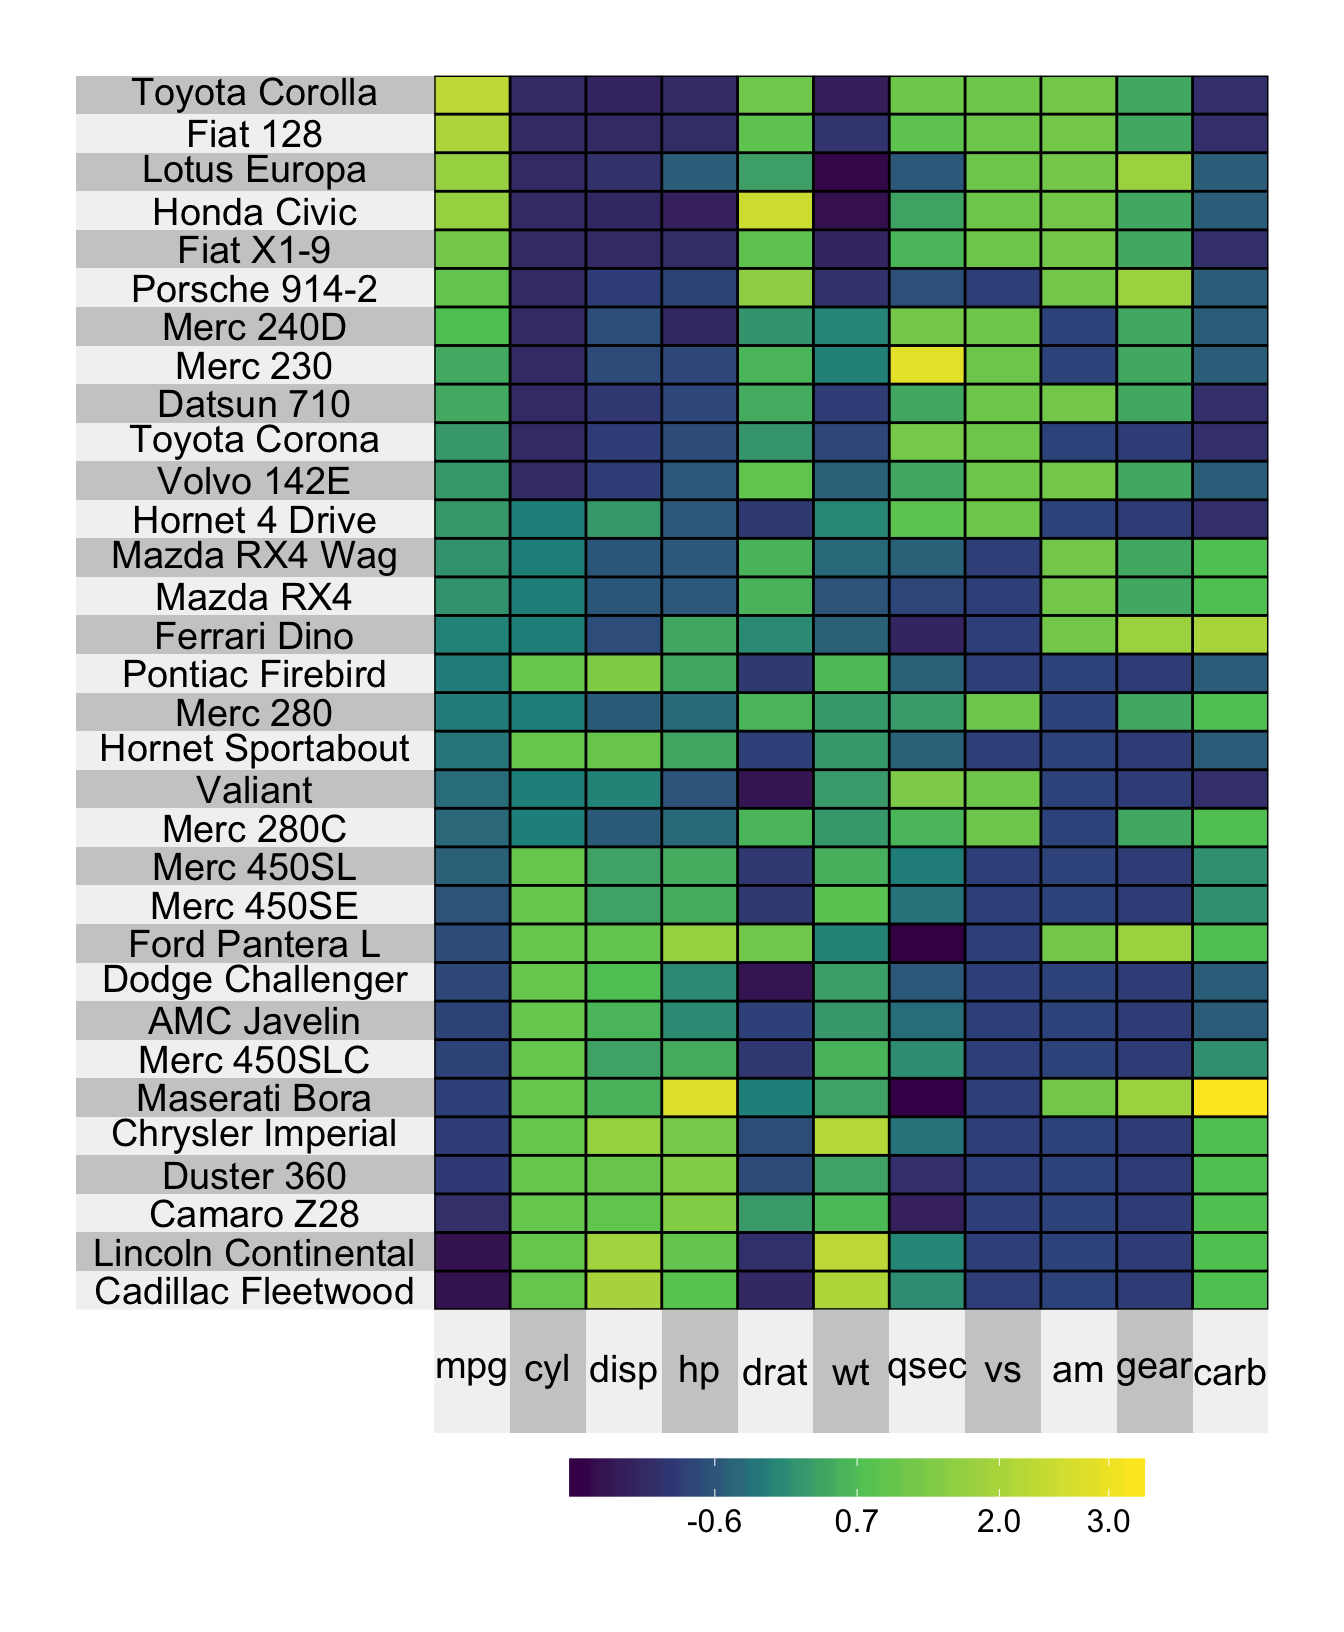 Toyota Corolla
Fiat 128
Lotus Europa
Honda Civic
Fiat X1-9
Porsche 914-2
Merc 240D
Merc 230
Datsun 710
Toyota Corona
Volvo 142E
Hornet 4 Drive
Mazda RX4 Wag
Mazda RX4
Ferrari Dino
Pontiac Firebird
Merc 280
Hornet Sportabout
Valiant
Merc 280C
Merc 450SL
Merc 450SE
Ford Pantera L
Dodge Challenger
AMC Javelin
Merc 450SLC
Maserati Bora
Chrysler Imperial
Duster 360
Camaro Z28
Lincoln Continental
Cadillac Fleetwood
mpg cyl disp hp drat wt qsec vs am gear carb
-0.6 0.7 2.0 3.0